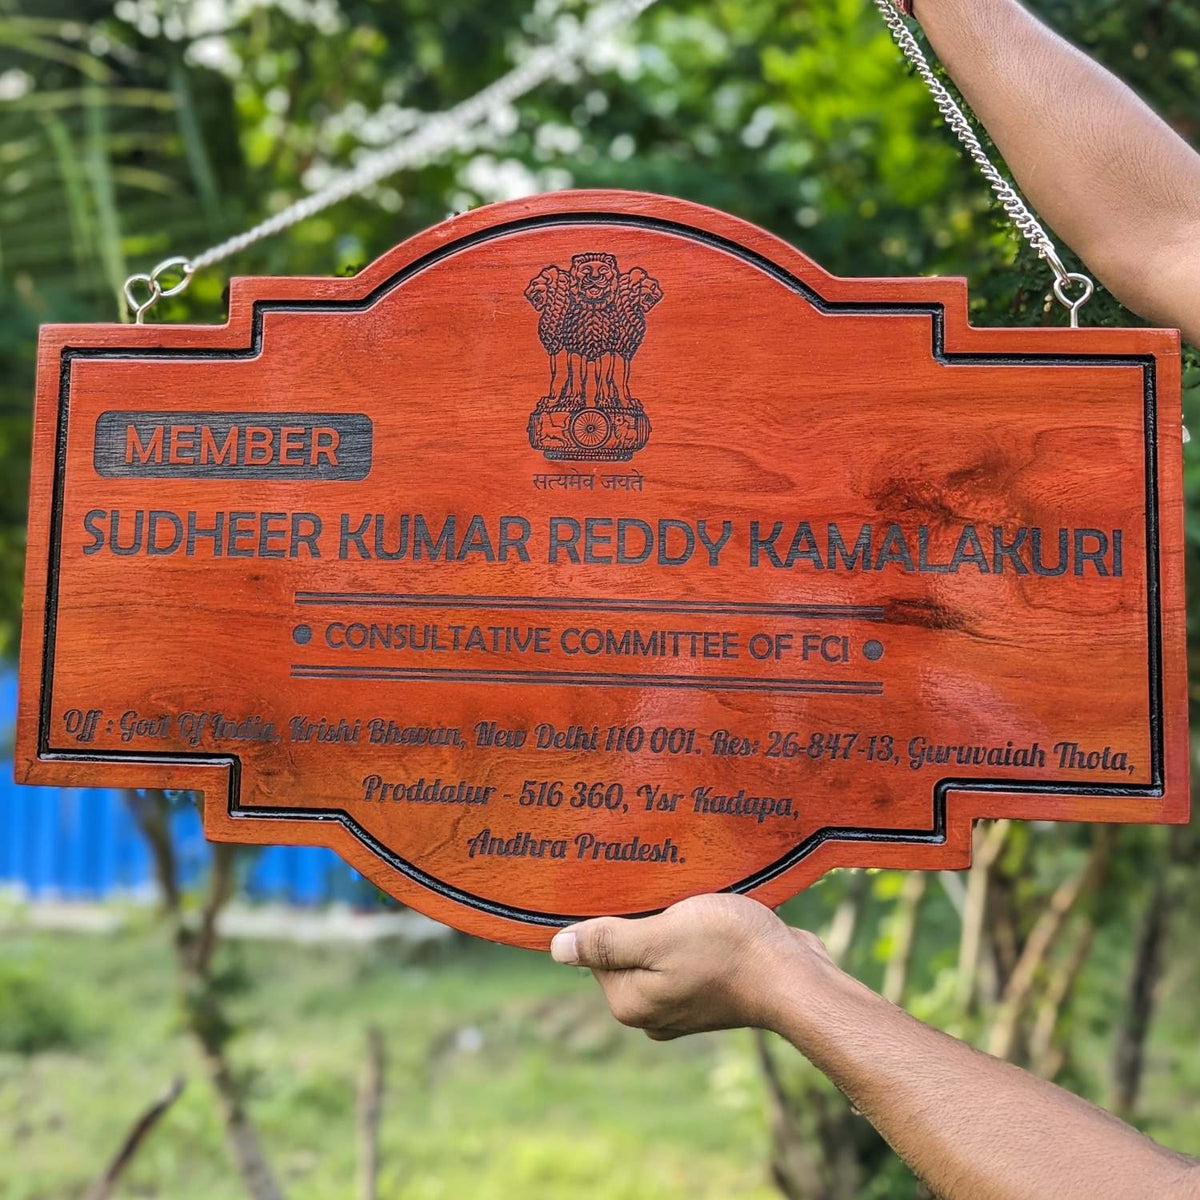 सत्यमेव जयते
MEMBER
SUDHEER KUMAR REDDY KAMALAKURI
• CONSULTATIVE COMMITTEE OF FCI •
Off : Govt Of India, Krishi Bhavan, New Delhi 110 001. Res: 26-847-13, Guruvaiah Thota,
Proddatur - 516 360, Ysr Kadapa,
Andhra Pradesh.